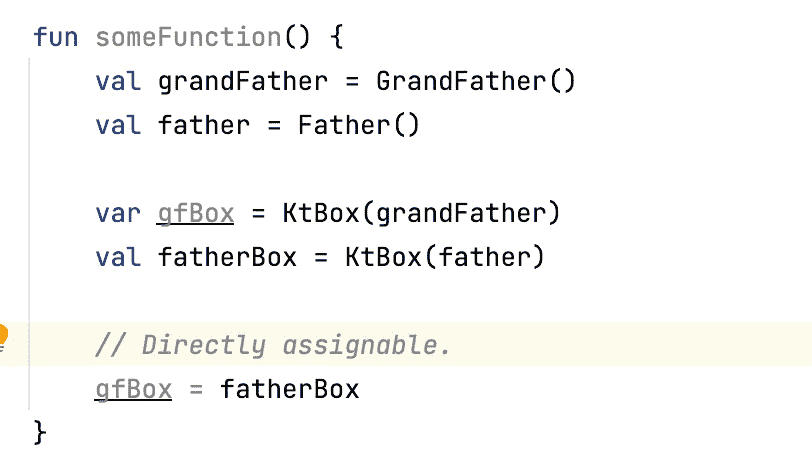 fun someFunction() {
    val grandFather = GrandFather()
    val father = Father()

    var gfBox = KtBox(grandFather)
    val fatherBox = KtBox(father)

    // Directly assignable.
    gfBox = fatherBox
}